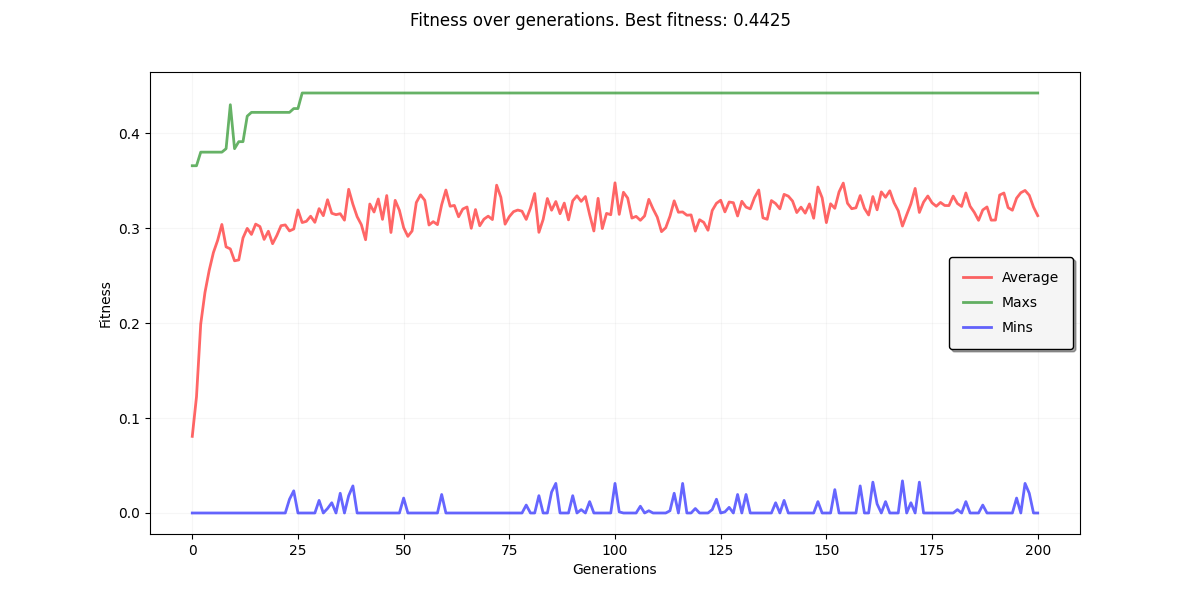 Fitness over generations. Best fitness: 0.4425
0.4
0.3
0.2
0.1
0.0
Fitness
Average
Maxs
Mins
0 25 50 75 100 125 150 175 200
Generations